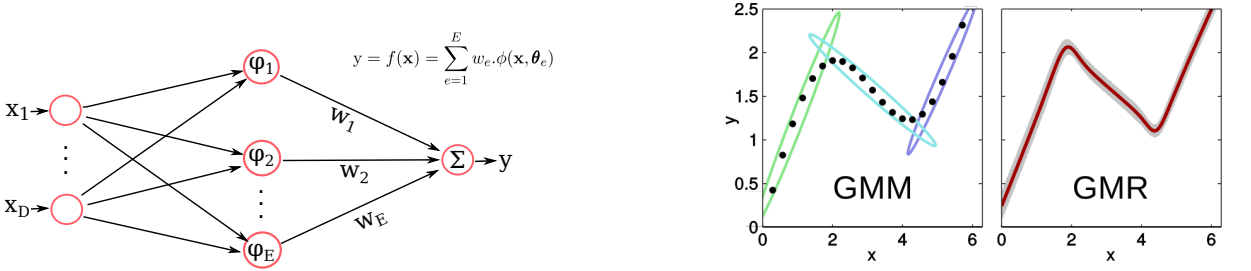 y = f(x) = \sum_{e=1}^{E} w_e.φ(x, θ_e)
x1
⋮
xD
φ1
φ2
⋮
φE
w1
w2
wE
Σ
y
2.5
2
1.5
1
0.5
0
y
GMM
0 2 4 6
x
GMR
0 2 4 6
x